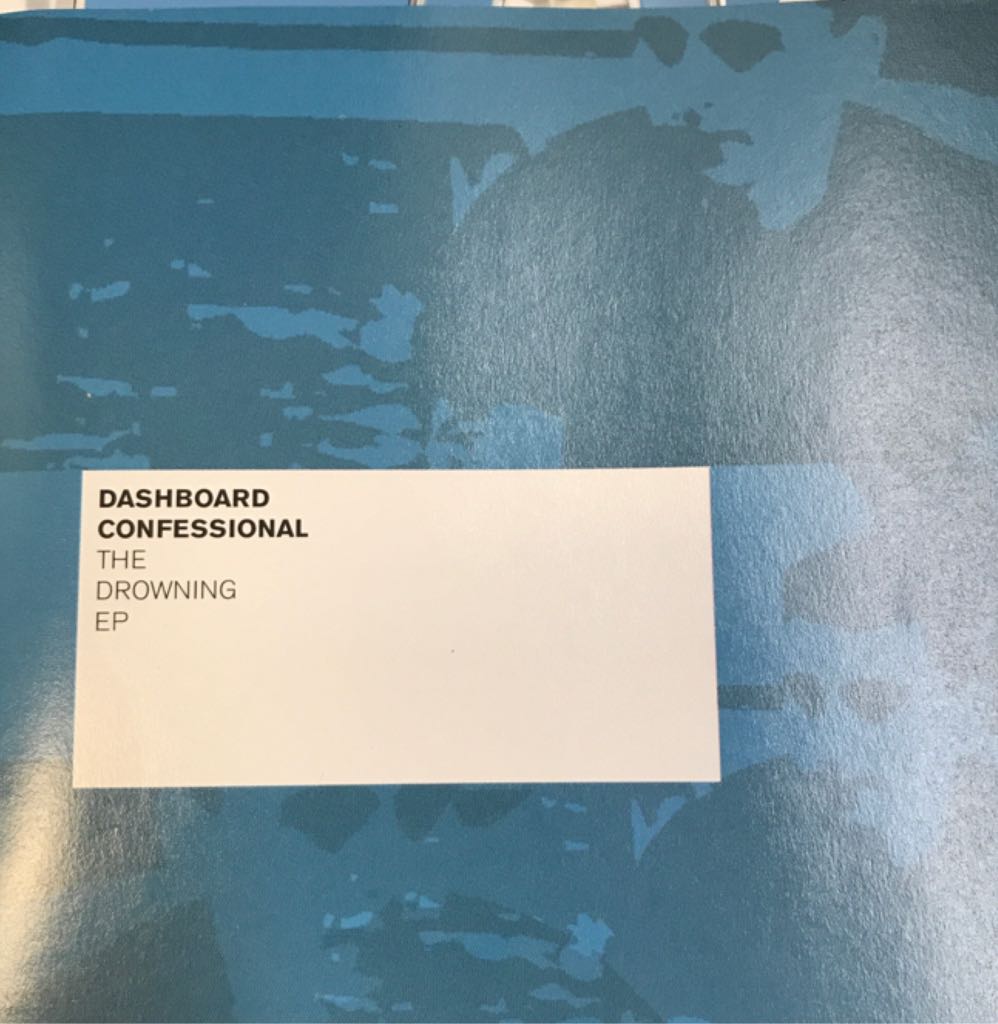 DASHBOARD
CONFESSIONAL
THE
DROWNING
EP